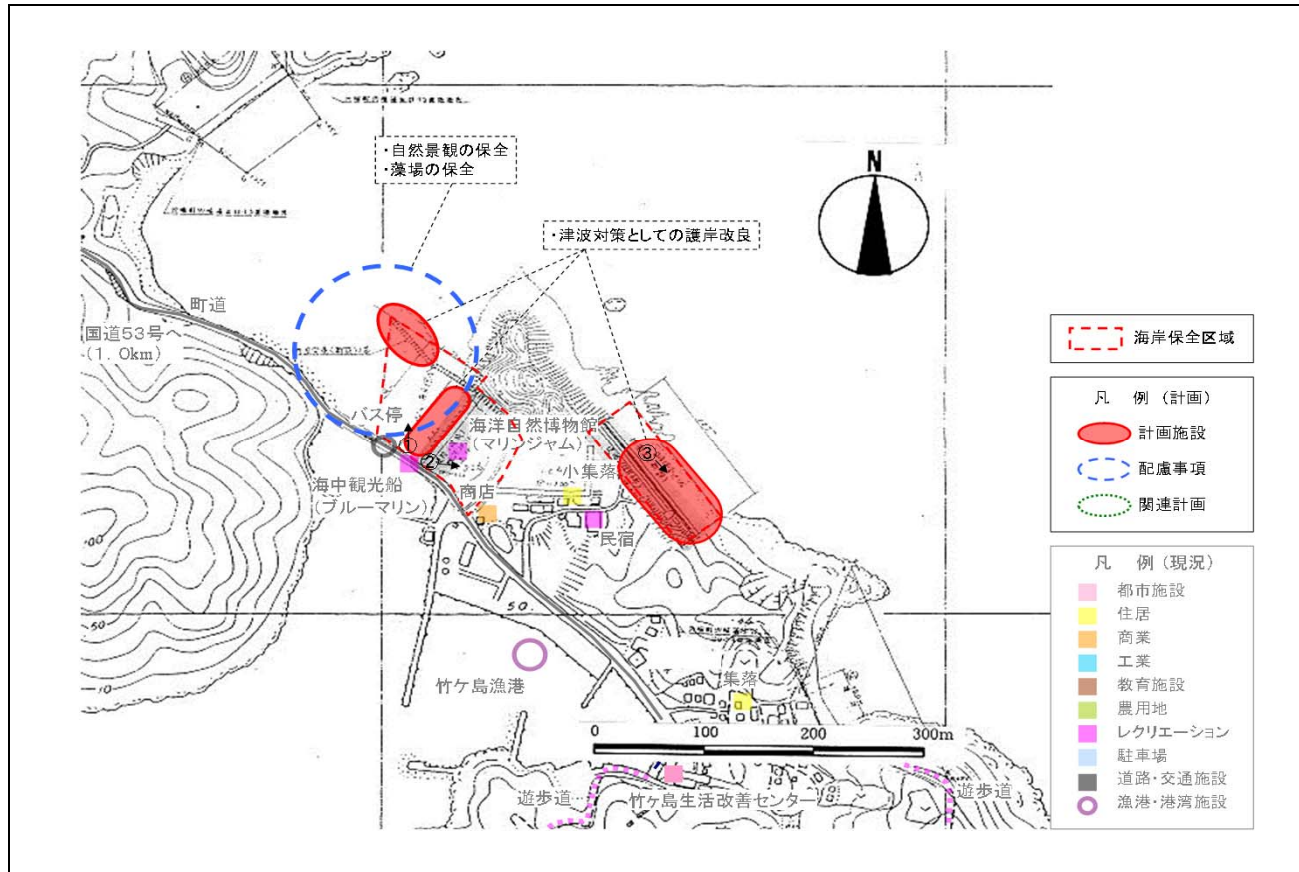 ・自然景観の保全
・藻場の保全
N
・津波対策としての護岸改良
町道
国道53号へ
(1.0km)
バス停
①
海洋自然博物館
(マリンジャム)
②
③
小集落
海中観光船
(ブルーマリン)
商店
民宿
50.
竹ケ島漁港
集落
0 100 200 300m
遊歩道
竹ヶ島生活改善センター
遊歩道
海岸保全区域
凡 例 (計画)
計画施設
配慮事項
関連計画
凡 例 (現況)
都市施設
住居
商業
工業
教育施設
農用地
レクリエーション
駐車場
道路・交通施設
漁港・港湾施設